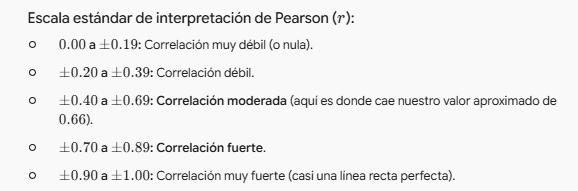 Escala estándar de interpretación de Pearson (r):
0.00 a ±0.19: Correlación muy débil (o nula).
±0.20 a ±0.39: Correlación débil.
±0.40 a ±0.69: Correlación moderada (aquí es donde cae nuestro valor aproximado de
0.66).
±0.70 a ±0.89: Correlación fuerte.
±0.90 a ±1.00: Correlación muy fuerte (casi una línea recta perfecta).